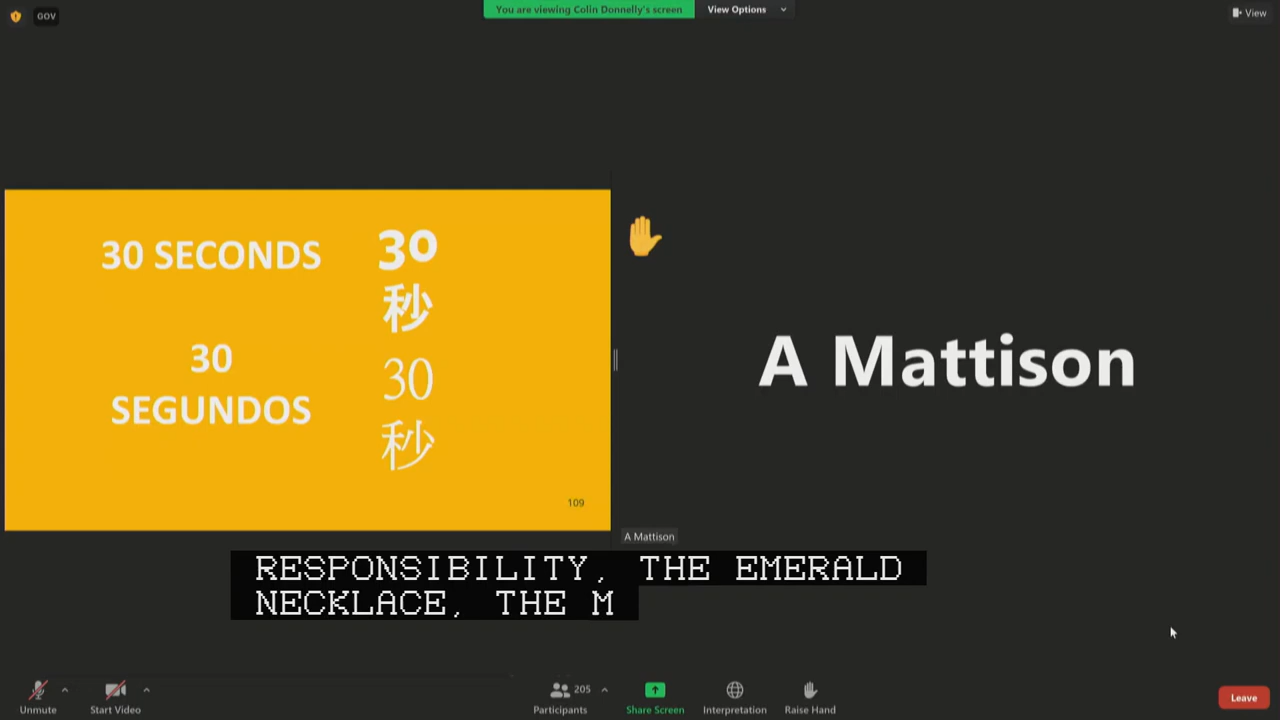 GOV
You are viewing Colin Donnelly's screen
View Options
View
30 SECONDS
30
SEGUNDOS
30
秒
30
秒
109
A Mattison
A Mattison
RESPONSIBILITY, THE EMERALD
NECKLACE, THE M
Unmute
Start Video
205
Participants
Share Screen
Interpretation
Raise Hand
Leave